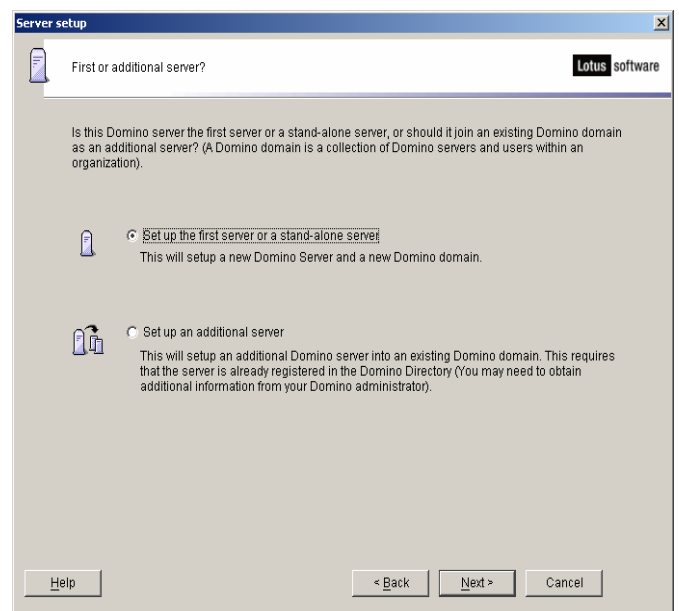 Server setup
First or additional server?
Lotus software
Is this Domino server the first server or a stand-alone server, or should it join an existing Domino domain
as an additional server? (A Domino domain is a collection of Domino servers and users within an
organization).
Set up the first server or a stand-alone server
This will setup a new Domino Server and a new Domino domain.
Set up an additional server
This will setup an additional Domino server into an existing Domino domain. This requires
that the server is already registered in the Domino Directory (You may need to obtain
additional information from your Domino administrator).
Help
< Back
Next >
Cancel